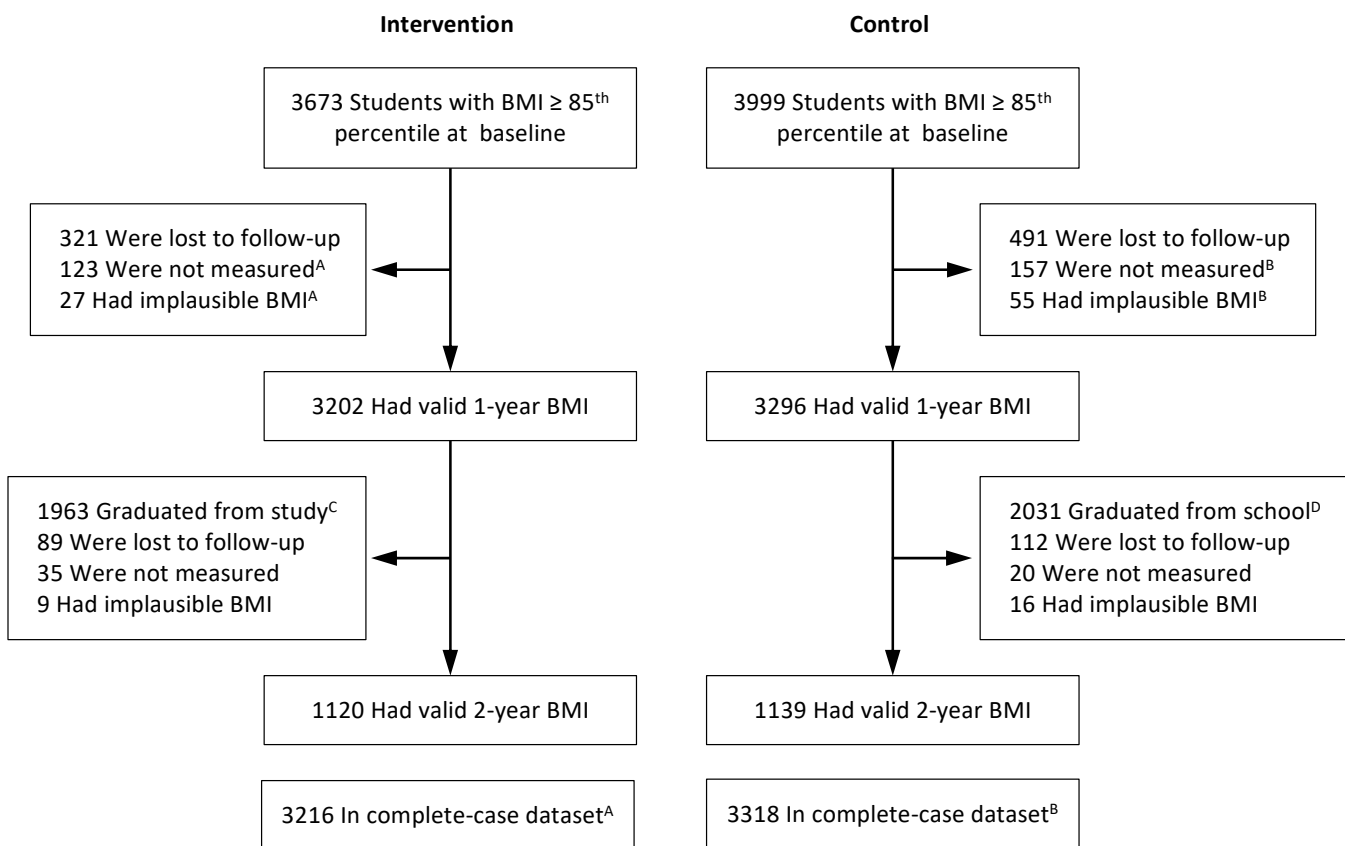 Intervention
Control
3673 Students with BMI ≥ 85th
percentile at baseline
3999 Students with BMI ≥ 85th
percentile at baseline
321 Were lost to follow-up
123 Were not measuredA
27 Had implausible BMIA
491 Were lost to follow-up
157 Were not measuredB
55 Had implausible BMIB
3202 Had valid 1-year BMI
3296 Had valid 1-year BMI
1963 Graduated from studyC
89 Were lost to follow-up
35 Were not measured
9 Had implausible BMI
2031 Graduated from schoolD
112 Were lost to follow-up
20 Were not measured
16 Had implausible BMI
1120 Had valid 2-year BMI
1139 Had valid 2-year BMI
3216 In complete-case datasetA
3318 In complete-case datasetB